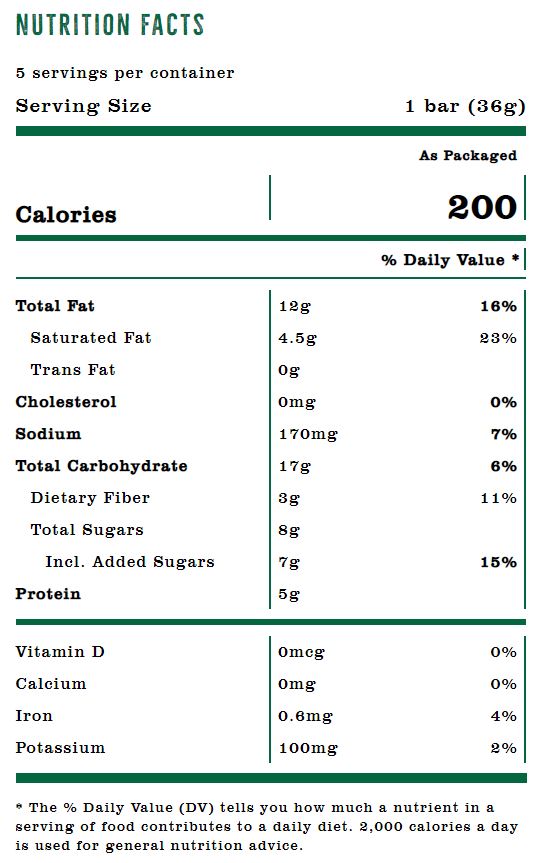 NUTRITION FACTS
5 servings per container
Serving Size 1 bar (36g)
As Packaged
Calories 200
% Daily Value *
Total Fat 12g 16%
Saturated Fat 4.5g 23%
Trans Fat 0g
Cholesterol 0mg 0%
Sodium 170mg 7%
Total Carbohydrate 17g 6%
Dietary Fiber 3g 11%
Total Sugars 8g
Incl. Added Sugars 7g 15%
Protein 5g
Vitamin D 0mcg 0%
Calcium 0mg 0%
Iron 0.6mg 4%
Potassium 100mg 2%
* The % Daily Value (DV) tells you how much a nutrient in a
serving of food contributes to a daily diet. 2,000 calories a day
is used for general nutrition advice.